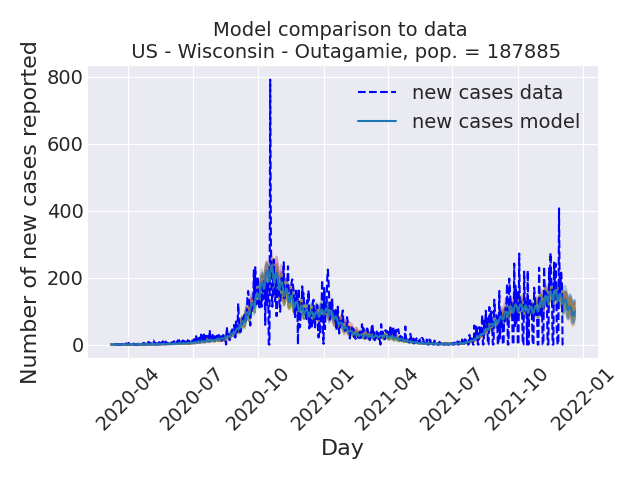 Model comparison to data
US - Wisconsin - Outagamie, pop. = 187885
Number of new cases reported
800
600
400
200
0
new cases data
new cases model
2020-04
2020-07
2020-10
2021-01
2021-04
2021-07
2021-10
2022-01
Day